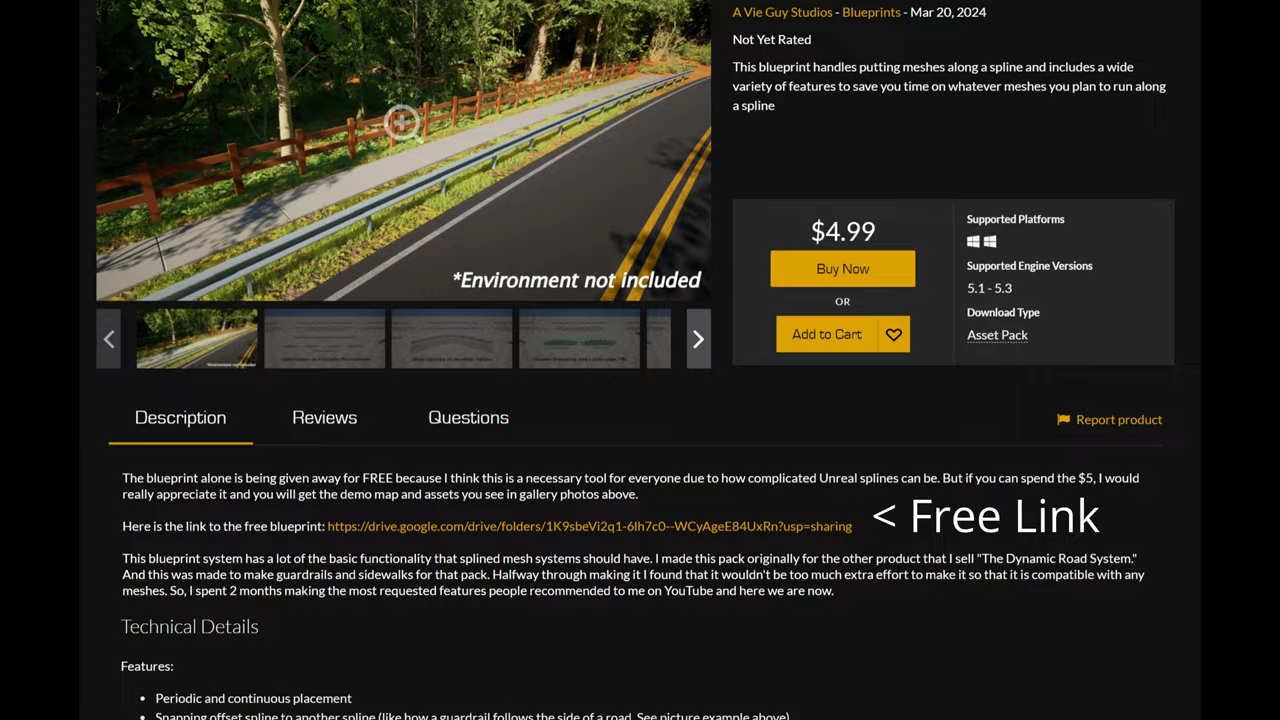 A Vie Guy Studios - Blueprints - Mar 20, 2024
Not Yet Rated
This blueprint handles putting meshes along a spline and includes a wide
variety of features to save you time on whatever meshes you plan to run along
a spline
*Environment not included
$4.99
Buy Now
OR
Add to Cart
Supported Platforms
Supported Engine Versions
5.1 - 5.3
Download Type
Asset Pack
Description
Reviews
Questions
Report product
The blueprint alone is being given away for FREE because I think this is a necessary tool for everyone due to how complicated Unreal splines can be. But if you can spend the $5, I would
really appreciate it and you will get the demo map and assets you see in gallery photos above.
Here is the link to the free blueprint: https://drive.google.com/drive/folders/1K9sbeVi2q1-6lh7c0--WCyAgeE84UxRn?usp=sharing
< Free Link
This blueprint system has a lot of the basic functionality that splined mesh systems should have. I made this pack originally for the other product that I sell "The Dynamic Road System."
And this was made to make guardrails and sidewalks for that pack. Halfway through making it I found that it wouldn't be too much extra effort to make it so that it is compatible with any
meshes. So, I spent 2 months making the most requested features people recommended to me on YouTube and here we are now.
Technical Details
Features:
• Periodic and continuous placement
• Snapping offset spline to another spline (like how a guardrail follows the side of a road. See picture example above)